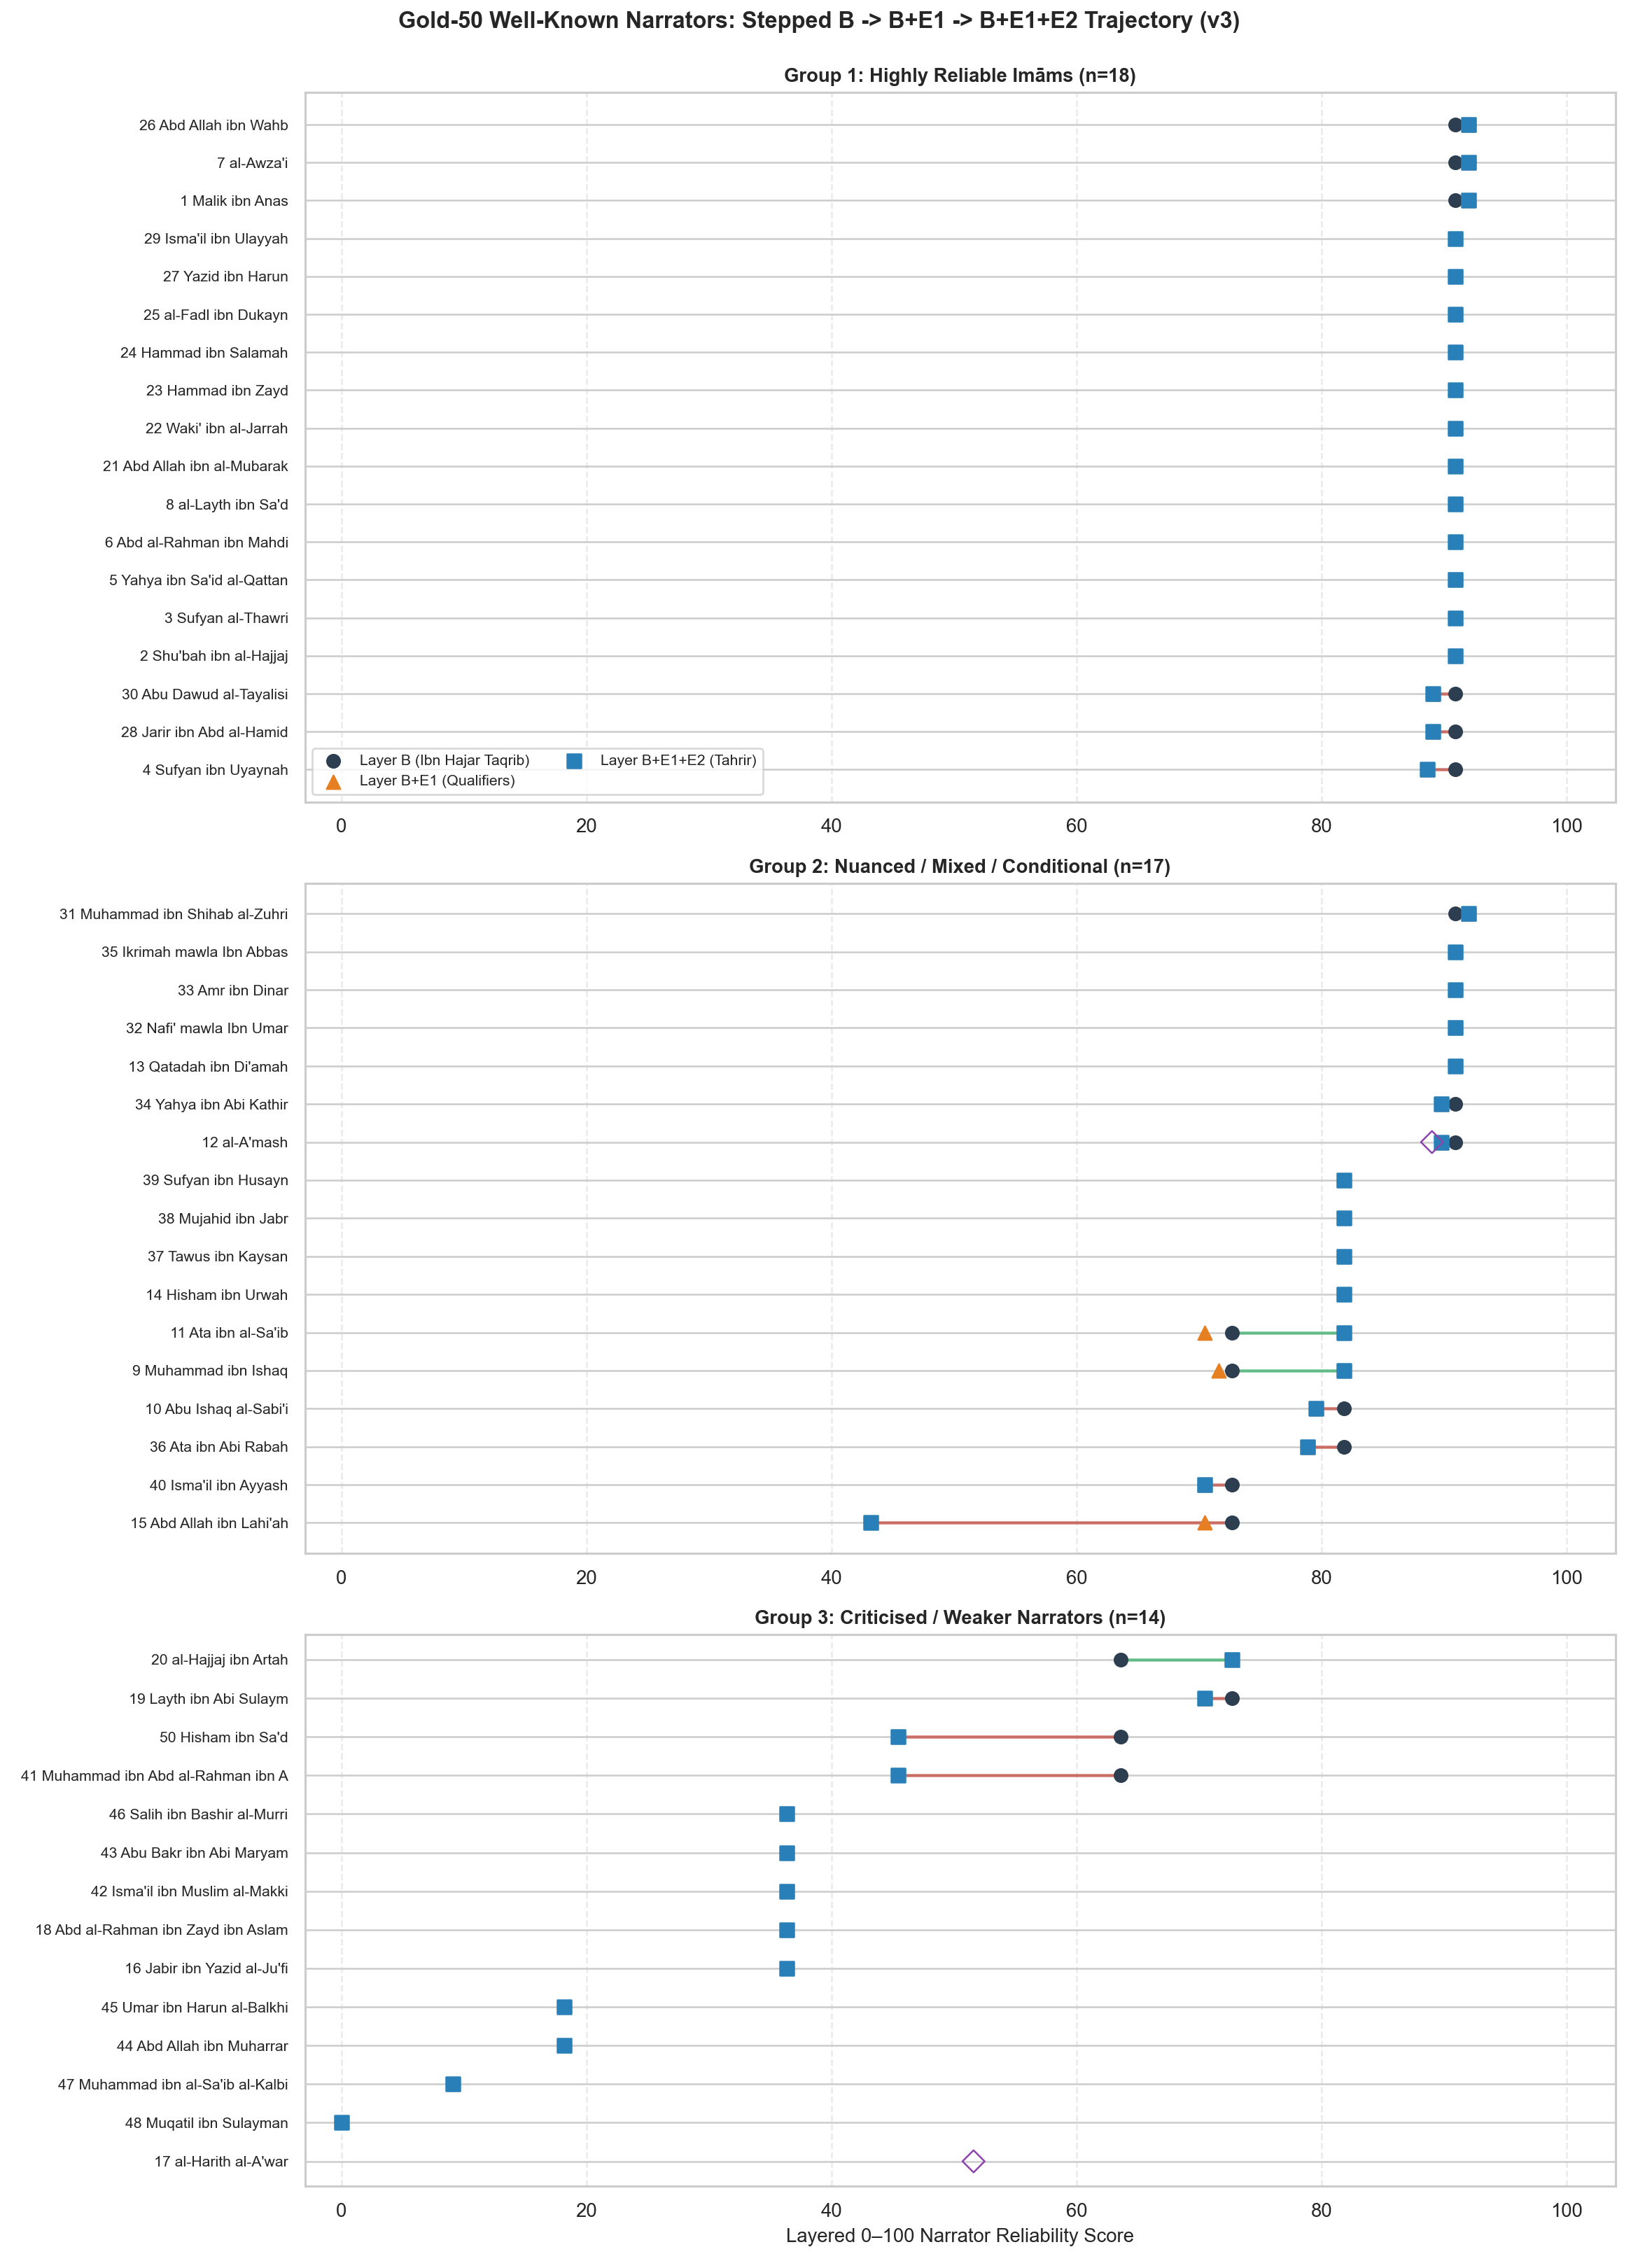 Gold-50 Well-Known Narrators: Stepped B -> B+E1 -> B+E1+E2 Trajectory (v3)
Group 1: Highly Reliable Imāms (n=18)
26 Abd Allah ibn Wahb
7 al-Awza'i
1 Malik ibn Anas
29 Isma'il ibn Ulayyah
27 Yazid ibn Harun
25 al-Fadl ibn Dukayn
24 Hammad ibn Salamah
23 Hammad ibn Zayd
22 Waki' ibn al-Jarrah
21 Abd Allah ibn al-Mubarak
8 al-Layth ibn Sa'd
6 Abd al-Rahman ibn Mahdi
5 Yahya ibn Sa'id al-Qattan
3 Sufyan al-Thawri
2 Shu'bah ibn al-Hajjaj
30 Abu Dawud al-Tayalisi
28 Jarir ibn Abd al-Hamid
4 Sufyan ibn Uyaynah
Layer B (Ibn Hajar Taqrib)
Layer B+E1 (Qualifiers)
Layer B+E1+E2 (Tahrir)
0 20 40 60 80 100
Group 2: Nuanced / Mixed / Conditional (n=17)
31 Muhammad ibn Shihab al-Zuhri
35 Ikrimah mawla Ibn Abbas
33 Amr ibn Dinar
32 Nafi' mawla Ibn Umar
13 Qatadah ibn Di'amah
34 Yahya ibn Abi Kathir
12 al-A'mash
39 Sufyan ibn Husayn
38 Mujahid ibn Jabr
37 Tawus ibn Kaysan
14 Hisham ibn Urwah
11 Ata ibn al-Sa'ib
9 Muhammad ibn Ishaq
10 Abu Ishaq al-Sabi'i
36 Ata ibn Abi Rabah
40 Isma'il ibn Ayyash
15 Abd Allah ibn Lahi'ah
0 20 40 60 80 100
Group 3: Criticised / Weaker Narrators (n=14)
20 al-Hajjaj ibn Artah
19 Layth ibn Abi Sulaym
50 Hisham ibn Sa'd
41 Muhammad ibn Abd al-Rahman ibn A
46 Salih ibn Bashir al-Murri
43 Abu Bakr ibn Abi Maryam
42 Isma'il ibn Muslim al-Makki
18 Abd al-Rahman ibn Zayd ibn Aslam
16 Jabir ibn Yazid al-Ju'fi
45 Umar ibn Harun al-Balkhi
44 Abd Allah ibn Muharrar
47 Muhammad ibn al-Sa'ib al-Kalbi
48 Muqatil ibn Sulayman
17 al-Harith al-A'war
0 20 40 60 80 100
Layered 0–100 Narrator Reliability Score